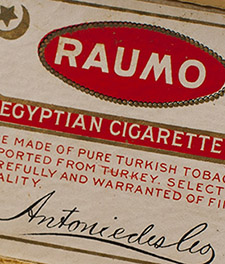 RAUMO
EGYPTIAN CIGARETTE
E MADE OF PURE TURKISH TOBAC
PORTED FROM TURKEY. SELECT
REFULLY AND WARRANTED OF FI
ALITY.